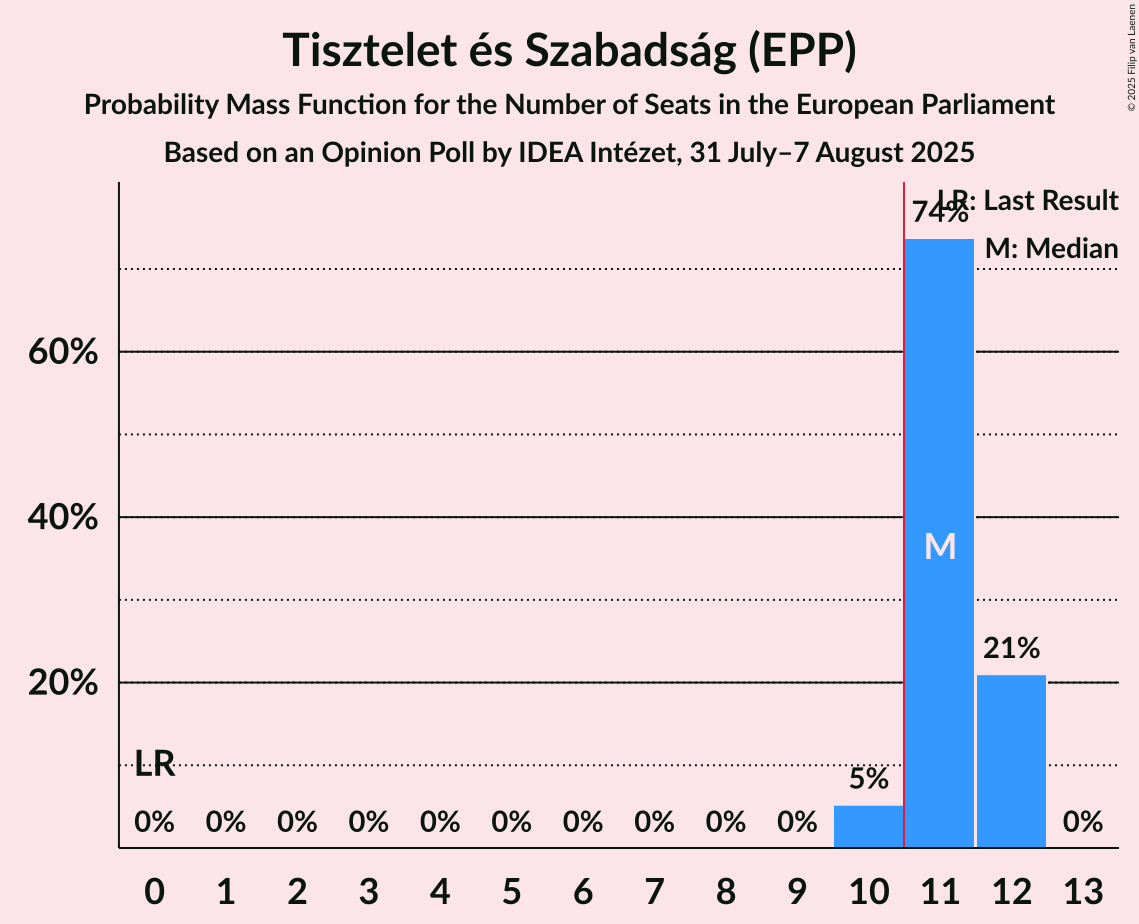 Tisztelet és Szabadság (EPP)
Probability Mass Function for the Number of Seats in the European Parliament
Based on an Opinion Poll by IDEA Intézet, 31 July–7 August 2025
© 2025 Filip van Laenen
LR: Last Result
M: Median
74%
60%
40%
M
21%
20%
LR
5%
0% 0% 0% 0% 0% 0% 0% 0% 0% 0% 0%
0 1 2 3 4 5 6 7 8 9 10 11 12 13